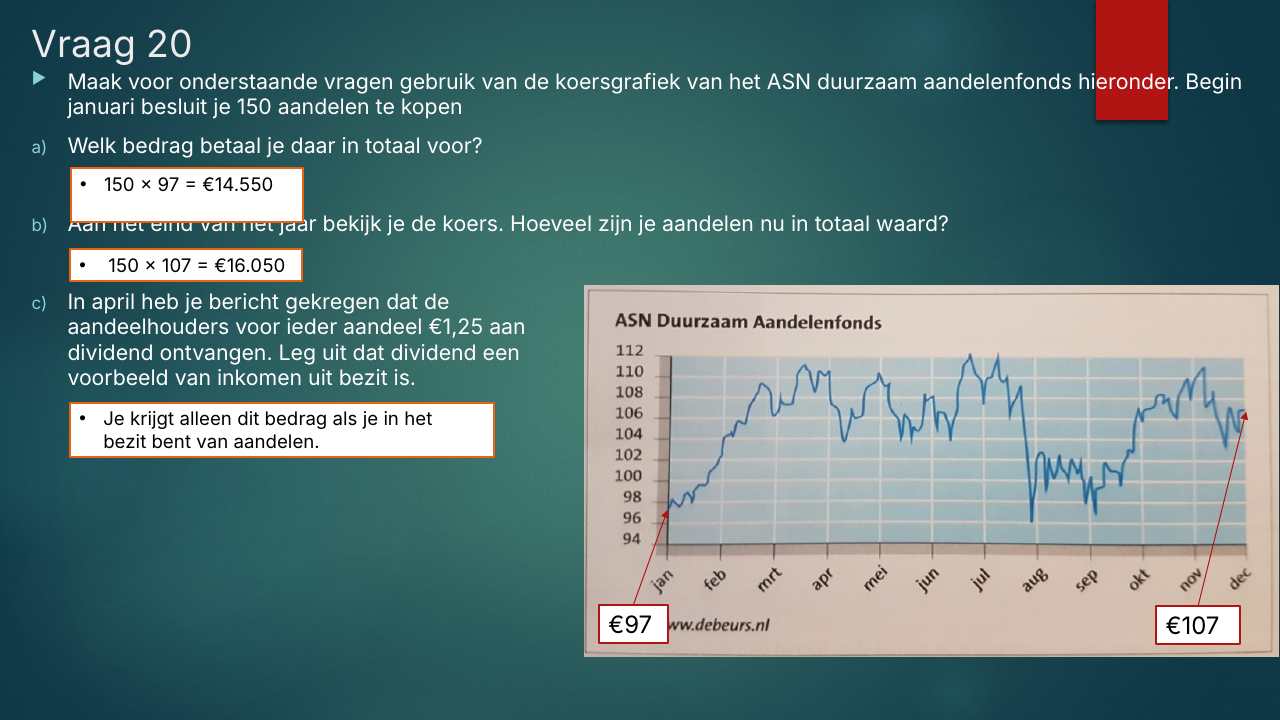 Vraag 20
Maak voor onderstaande vragen gebruik van de koersgrafiek van het ASN duurzaam aandelenfonds hieronder. Begin
januari besluit je 150 aandelen te kopen
a) Welk bedrag betaal je daar in totaal voor?
• 150 × 97 = €14.550
b) Aan het eind van het jaar bekijk je de koers. Hoeveel zijn je aandelen nu in totaal waard?
• 150 × 107 = €16.050
c) In april heb je bericht gekregen dat de
aandeelhouders voor ieder aandeel €1,25 aan
dividend ontvangen. Leg uit dat dividend een
voorbeeld van inkomen uit bezit is.
• Je krijgt alleen dit bedrag als je in het
bezit bent van aandelen.
ASN Duurzaam Aandelenfonds
112
110
108
106
104
102
100
98
96
94
jan feb mrt apr mei jun jul aug sep okt nov dec
€97
ww.debeurs.nl
€107